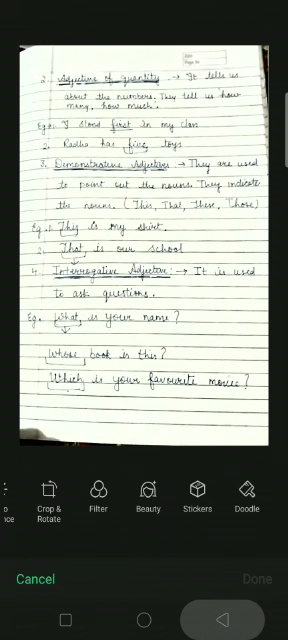 2. Adjective of quantity → It tells us
about the numbers. They tell us how
many, how much.
Eg: I stand first in my class
2. Radha has five toys
3. Demonstrative Adjectives → They are used
to point out the nouns. They indicate
the nouns. (This, That, These, Those)
Eg. 1. This is my shirt.
2. That is our school
4. Interrogative Adjective: → It is used
to ask questions.
Eg. What is your name?
Whose book is this?
Which is your favourite movie?
Crop & Rotate
Filter
Beauty
Stickers
Doodle
Cancel
Done